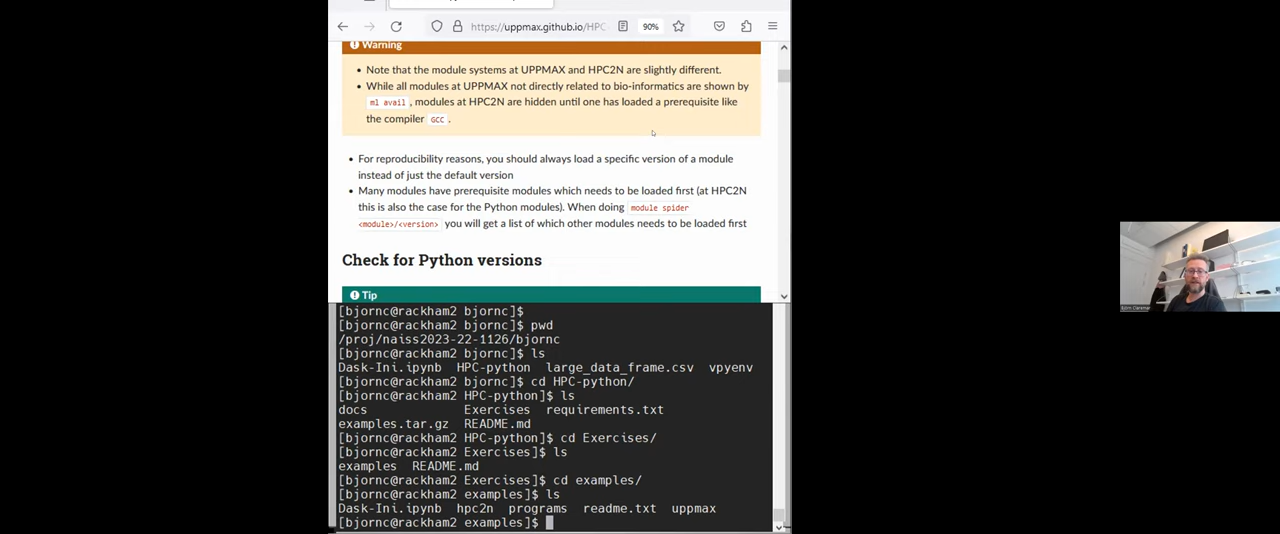 https://uppmax.github.io/HPC-
90%
Warning
Note that the module systems at UPPMAX and HPC2N are slightly different.
While all modules at UPPMAX not directly related to bio-informatics are shown by
ml avail , modules at HPC2N are hidden until one has loaded a prerequisite like
the compiler GCC .
For reproducibility reasons, you should always load a specific version of a module
instead of just the default version
Many modules have prerequisite modules which needs to be loaded first (at HPC2N
this is also the case for the Python modules). When doing module spider
<module>/<version> you will get a list of which other modules needs to be loaded first
Check for Python versions
Tip
[bjornc@rackham2 bjornc]$
[bjornc@rackham2 bjornc]$ pwd
/proj/naiss2023-22-1126/bjornc
[bjornc@rackham2 bjornc]$ ls
Dask-Ini.ipynb HPC-python large_data_frame.csv vpyenv
[bjornc@rackham2 bjornc]$ cd HPC-python/
[bjornc@rackham2 HPC-python]$ ls
docs Exercises requirements.txt
examples.tar.gz README.md
[bjornc@rackham2 HPC-python]$ cd Exercises/
[bjornc@rackham2 Exercises]$ ls
examples README.md
[bjornc@rackham2 Exercises]$ cd examples/
[bjornc@rackham2 examples]$ ls
Dask-Ini.ipynb hpc2n programs readme.txt uppmax
[bjornc@rackham2 examples]$